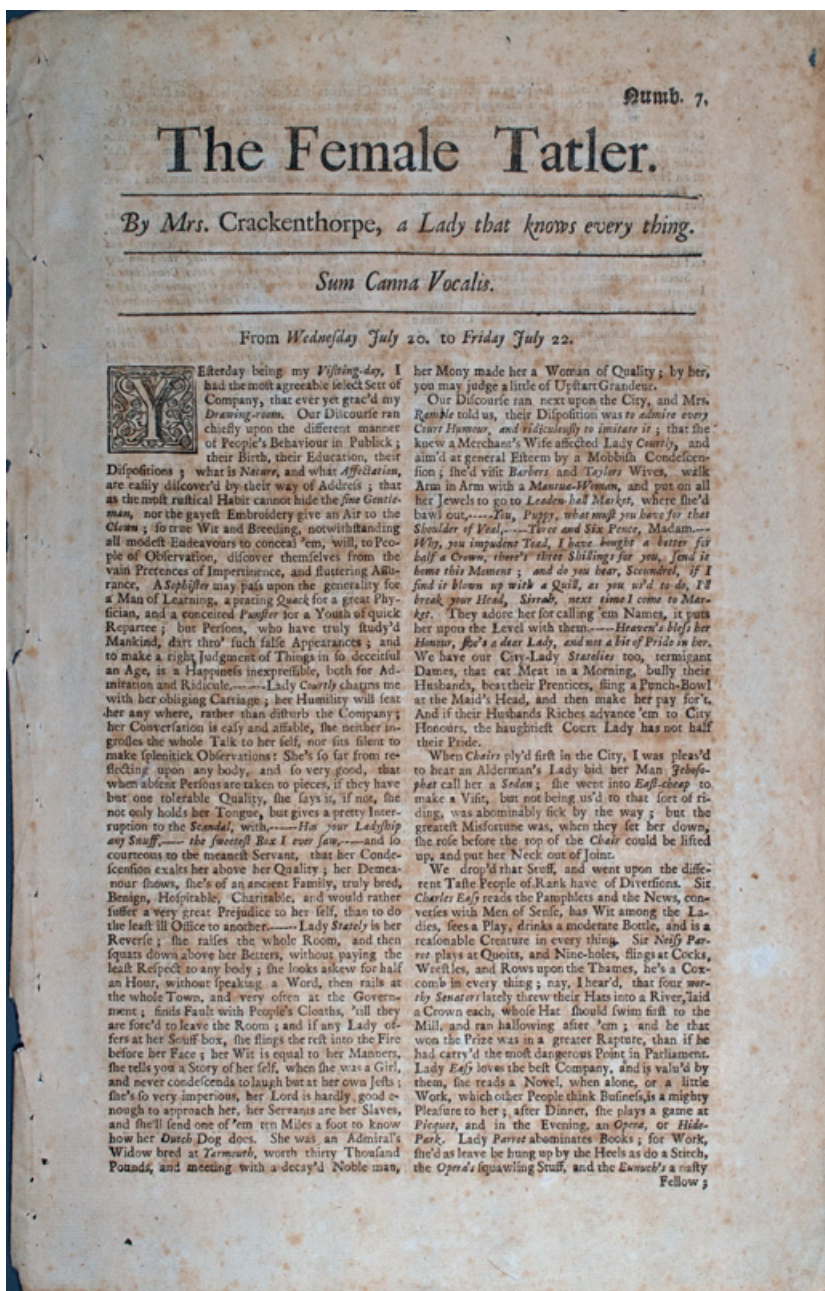 Numb. 7.
The Female Tatler.
By Mrs. Crackenthorpe, a Lady that knows every thing.
Sum Canna Vocalis.
From Wednesday July 20. to Friday July 22.
YEsterday being my Visiting-day, I
had the most agreeable select Sett of
Company, that ever yet grac'd my
Drawing-room. Our Discourse ran
chiefly upon the different manner
of People's Behaviour in Publick;
their Birth, their Education, their
Dispositions; what is Nature, and what Affectation,
are easily discover'd by their way of Address; that
as the most rustical Habit cannot hide the fine Gentle-
man, nor the gayest Embroidery give an Air to the
Clown; so true Wit and Breeding, notwithstanding
all modest Endeavours to conceal 'em, will, to Peo-
ple of Observation, discover themselves from the
vain Pretences of Impertinence, and fluttering Assu-
rance, A Sophister may pass upon the generality for
a Man of Learning, a prating Quack for a great Phy-
sician, and a conceited Punster for a Youth of quick
Repartee; but Persons, who have truly study'd
Mankind, dart thro' such false Appearances; and
to make a right Judgment of Things in so deceitful
an Age, is a Happiness inexpressible, both for Ad-
miration and Ridicule.----Lady Courtly charms me
with her obliging Carriage; her Humility will seat
her any where, rather than disturb the Company;
her Conversation is easy and affable, she neither in-
grosses the whole Talk to her self, nor sits silent to
make splenitick Observations: She's so far from re-
flecting upon any body, and so very good, that
when absent Persons are taken to pieces, if they have
but one tolerable Quality, she says it, if not, she
not only holds her Tongue, but gives a pretty Inter-
ruption to the Scandal, with,----Has your Ladyship
any Snuff,---- the sweetest Box I ever saw,----and so
courteous to the meanest Servant, that her Conde-
scension exalts her above her Quality; her Demea-
nour shows, she's of an ancient Family, truly bred,
Benign, Hospitable, Charitable, and would rather
suffer a very great Prejudice to her self, than to do
the least ill Office to another.----Lady Stately is her
Reverse; she raises the whole Room, and then
squats down above her Betters, without paying the
least Respect to any body; she looks askew for half
an Hour, without speaking a Word, then rails at
the whole Town, and very often at the Govern-
ment; finds Fault with People's Cloaths, 'till they
are forc'd to leave the Room; and if any Lady of-
fers at her Snuff-box, she flings the rest into the Fire
before her Face; her Wit is equal to her Manners,
she tells you a Story of her self, when she was a Girl,
and never condescends to laugh but at her own Jests;
she's so very imperious, her Lord is hardly good e-
nough to approach her, her Servants are her Slaves,
and she'll send one of 'em ten Miles a foot to know
how her Dutch Dog does. She was an Admiral's
Widow bred at Yarmouth, worth thirty Thousand
Pounds, and meeting with a decay'd Noble man,
her Mony made her a Woman of Quality; by her,
you may judge a little of Upstart Grandeur.
Our Discourse ran next upon the City, and Mrs.
Ramble told us, their Disposition was to admire every
Court Humour, and ridiculously to imitate it; that she
knew a Merchant's Wife affected Lady Courtly, and
aim'd at general Esteem by a Mobbish Condescen-
sion; she'd visit Barbers and Taylors Wives, walk
Arm in Arm with a Mantua-Woman, and put on all
her Jewels to go to Leaden-hall Market, where she'd
bawl out,----You, Puppy, what must you have for that
Shoulder of Veal,----Three and Six Pence, Madam.----
Why, you impudent Toad, I have bought a better for
half a Crown, there's three Shillings for you, send it
home this Moment; and do you hear, Scoundrel, if I
find it blown up with a Quill, as you us'd to do, I'll
break your Head, Sirrah, next time I come to Mar-
ket. They adore her for calling 'em Names, it puts
her upon the Level with them.----Heaven's bless her
Honour, she's a dear Lady, and not a bit of Pride in her.
We have our City-Lady Statelies too, termigant
Dames, that eat Meat in a Morning, bully their
Husbands, beat their Prentices, fling a Punch-Bowl
at the Maid's Head, and then make her pay for't.
And if their Husbands Riches advance 'em to City
Honours, the haughtiest Court Lady has not half
their Pride.
When Chairs ply'd first in the City, I was pleas'd
to hear an Alderman's Lady bid her Man Jehoso-
phat call her a Sedan; she went into East-cheap to
make a Visit, but not being us'd to that sort of ri-
ding, was abominably sick by the way; but the
greatest Misfortune was, when they set her down,
she rose before the top of the Chair could be lifted
up, and put her Neck out of Joint.
We drop'd that Stuff, and went upon the diffe-
rent Taste People of Rank have of Diversions. Sir
Charles Easy reads the Pamphlets and the News, con-
verses with Men of Sense, has Wit among the La-
dies, sees a Play, drinks a moderate Bottle, and is a
reasonable Creature in every thing. Sir Noisy Par-
rot plays at Quoits, and Nine-holes, flings at Cocks,
Wrestles, and Rows upon the Thames, he's a Cox-
comb in every thing; nay, I hear'd, that four wor-
thy Senators lately threw their Hats into a River, laid
a Crown each, whose Hat should swim first to the
Mill, and ran hallowing after 'em; and he that
won the Prize was in a greater Rapture, than if he
had carry'd the most dangerous Point in Parliament.
Lady Easy loves the best Company, and is valu'd by
them, she reads a Novel, when alone, or a little
Work, which other People think Business, is a mighty
Pleasure to her; after Dinner, she plays a game at
Picquet, and in the Evening, an Opera, or Hide-
Park. Lady Parrot abominates Books; for Work,
she'd as leave be hung up by the Heels as do a Stitch,
the Opera's squawling Stuff, and the Eunuch's a nasty
Fellow;